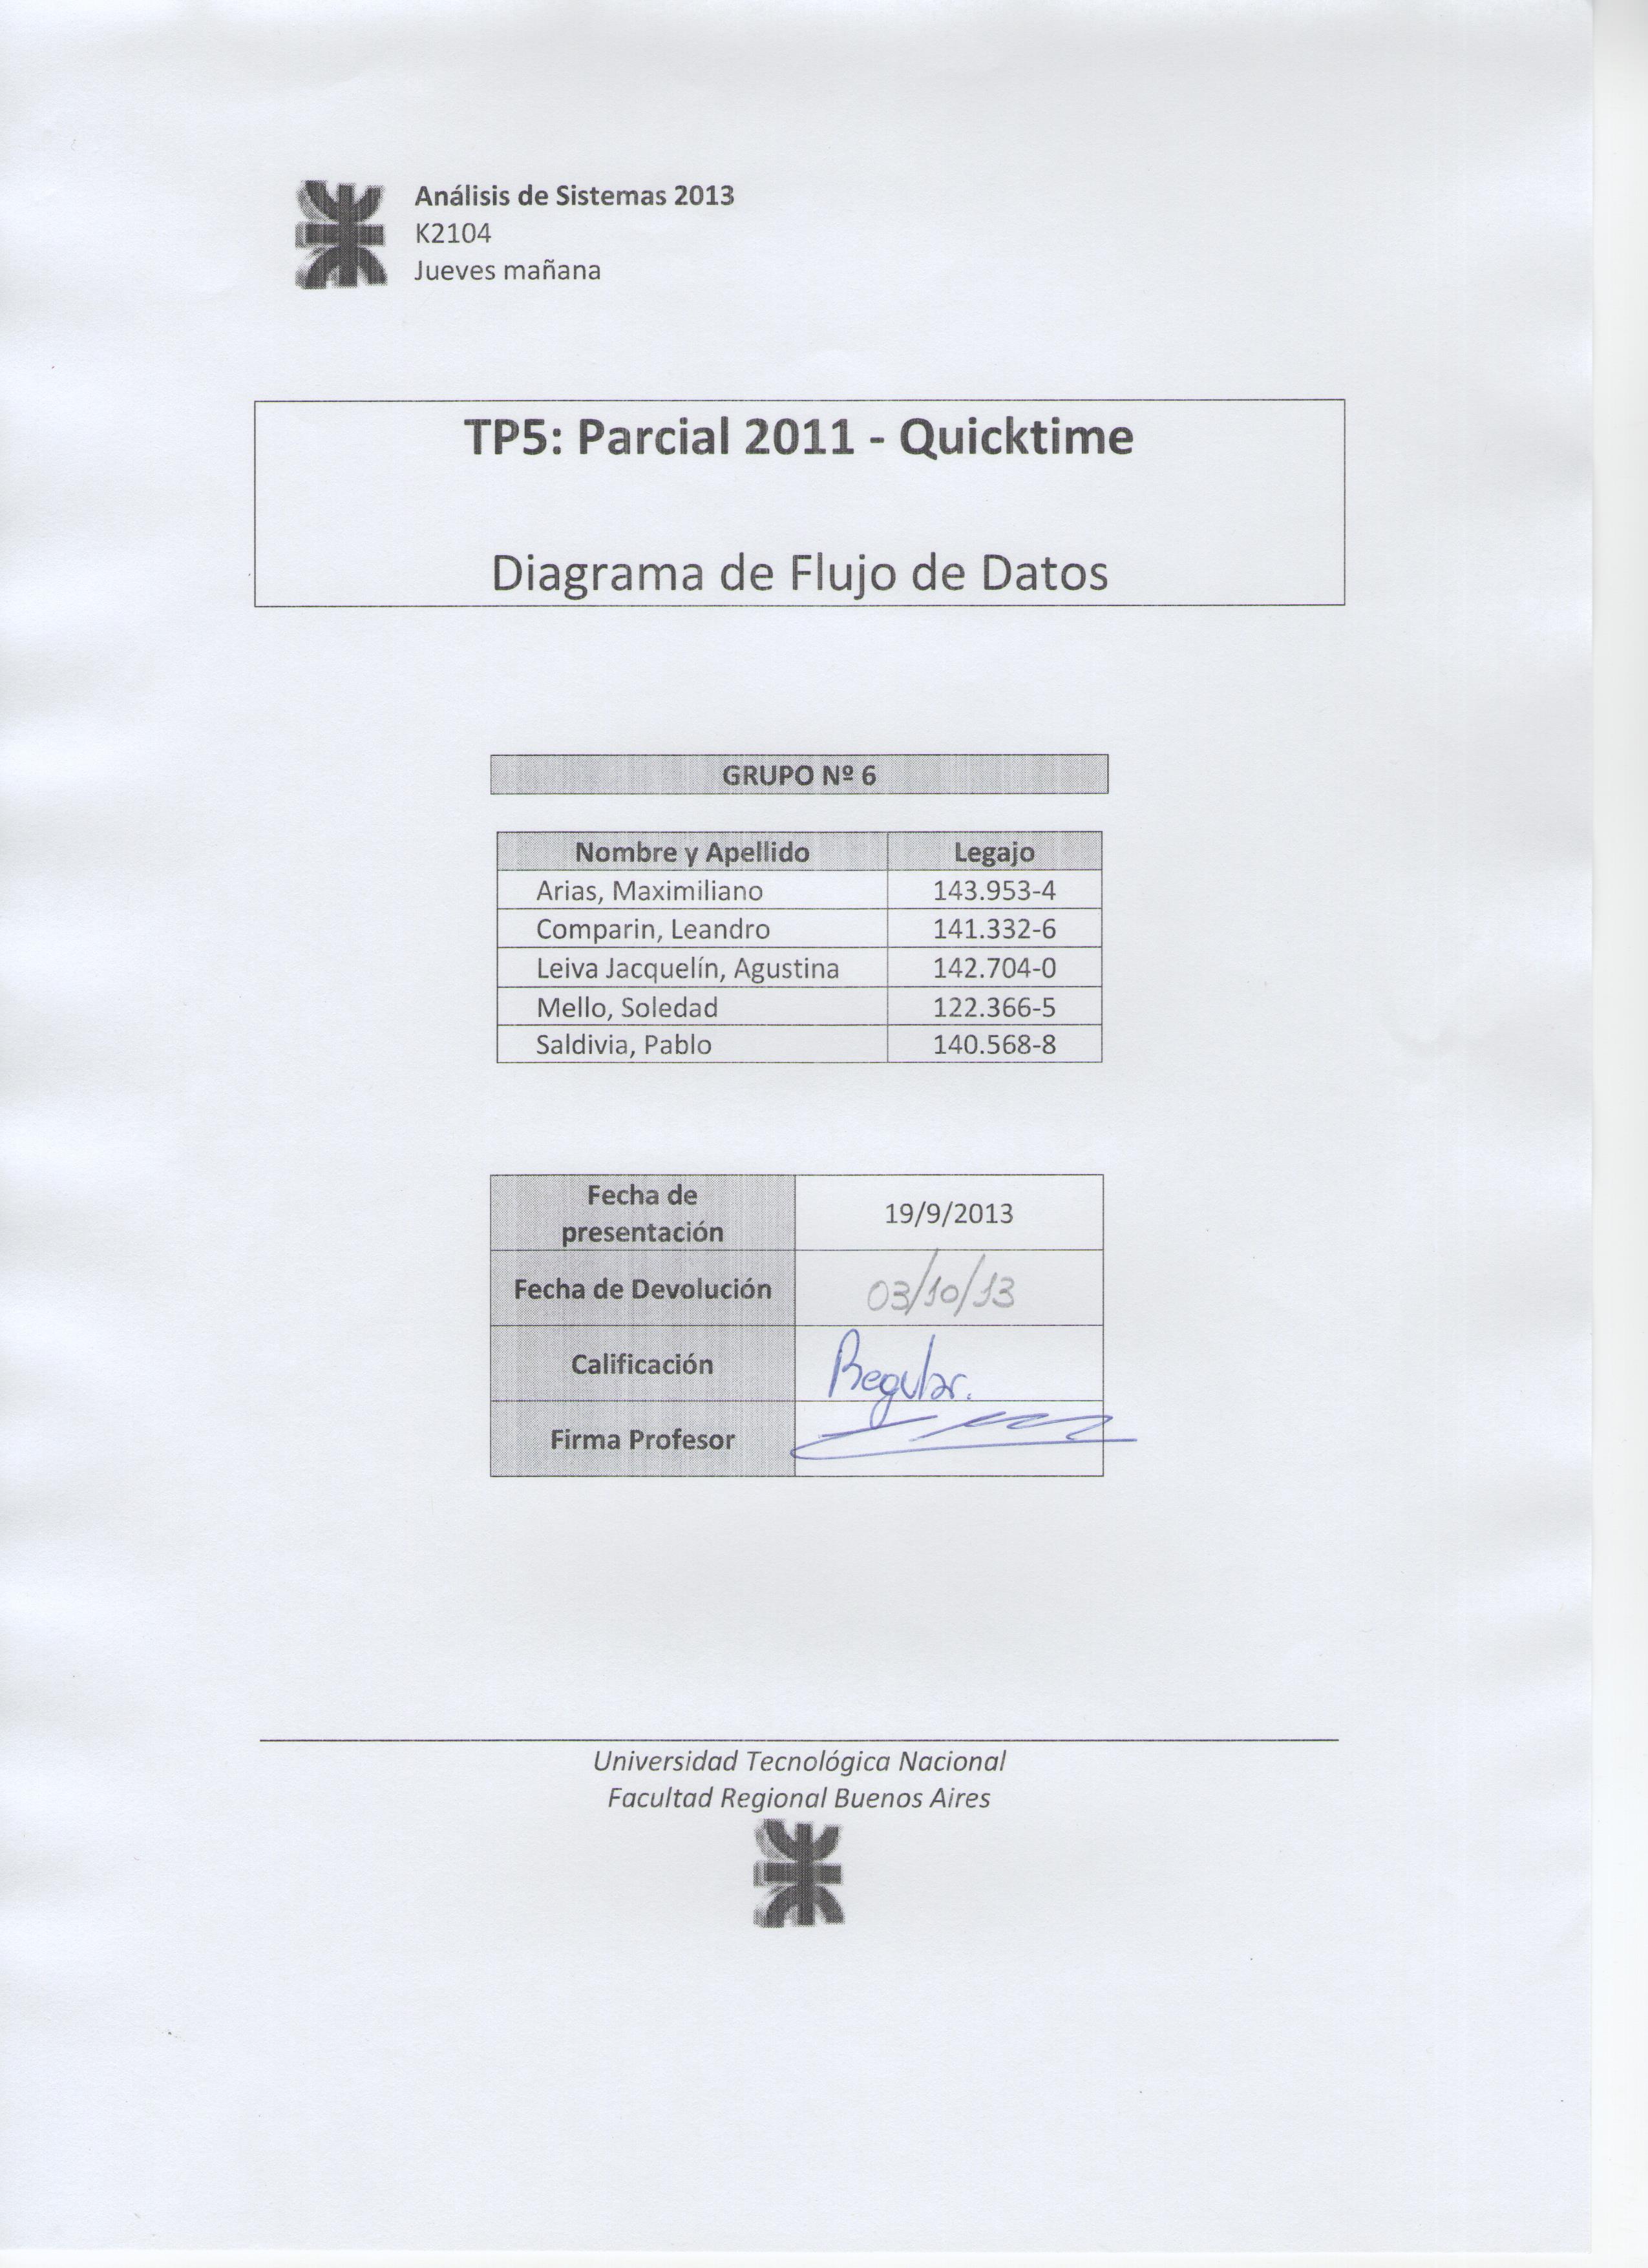 Análisis de Sistemas 2013
K2104
Jueves mañana
TP5: Parcial 2011 - Quicktime
Diagrama de Flujo de Datos
GRUPO Nº 6
Nombre y Apellido Legajo
Arias, Maximiliano 143.953-4
Comparin, Leandro 141.332-6
Leiva Jacquelín, Agustina 142.704-0
Mello, Soledad 122.366-5
Saldivia, Pablo 140.568-8
Fecha de
presentación 19/9/2013
Fecha de Devolución 03/10/13
Calificación Regular.
Firma Profesor
Universidad Tecnológica Nacional
Facultad Regional Buenos Aires